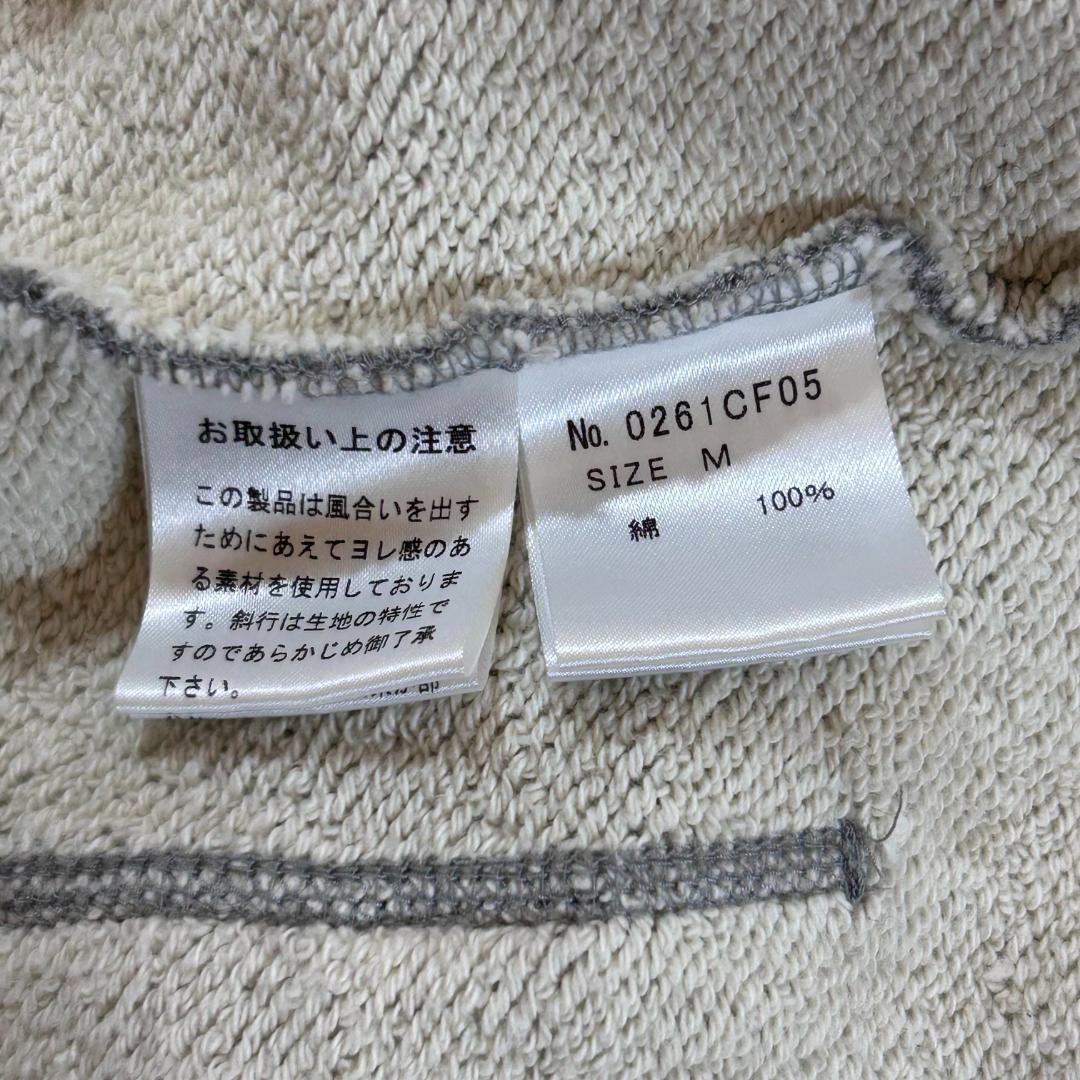 お取扱い上の注意
この製品は風合いを出す
ためにあえてヨレ感のあ
る素材を使用しておりま
す。斜行は生地の特性で
すのであらかじめ御了承
下さい。
No. 0261CF05
SIZE M
綿 100%